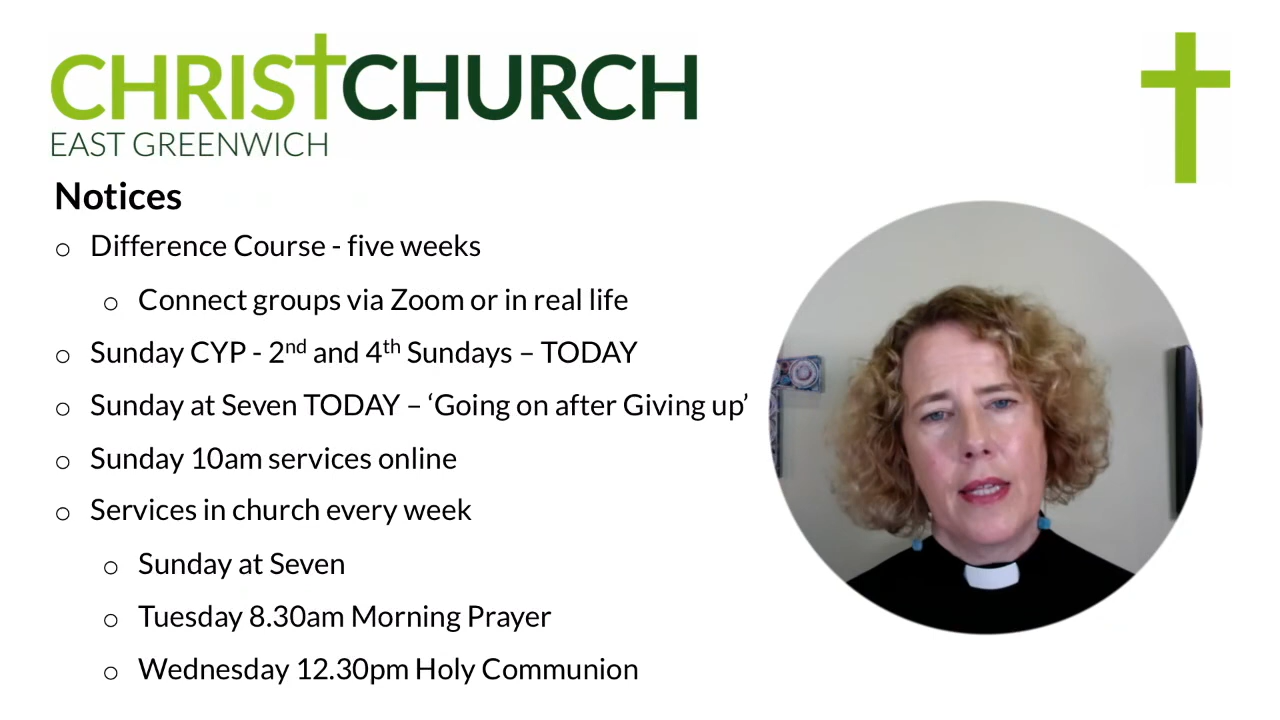 CHRISTCHURCH
EAST GREENWICH
Notices
o Difference Course - five weeks
o Connect groups via Zoom or in real life
o Sunday CYP - 2nd and 4th Sundays – TODAY
o Sunday at Seven TODAY – ‘Going on after Giving up’
o Sunday 10am services online
o Services in church every week
o Sunday at Seven
o Tuesday 8.30am Morning Prayer
o Wednesday 12.30pm Holy Communion